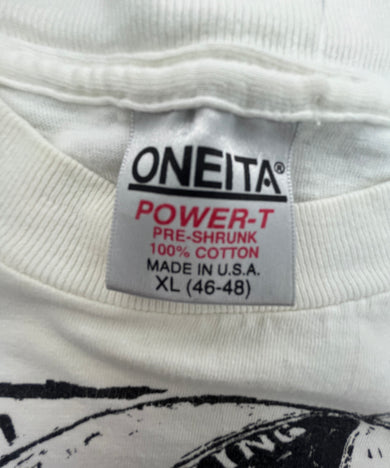 ONEITA®
POWER-T
PRE-SHRUNK
100% COTTON
MADE IN U.S.A.
XL (46-48)